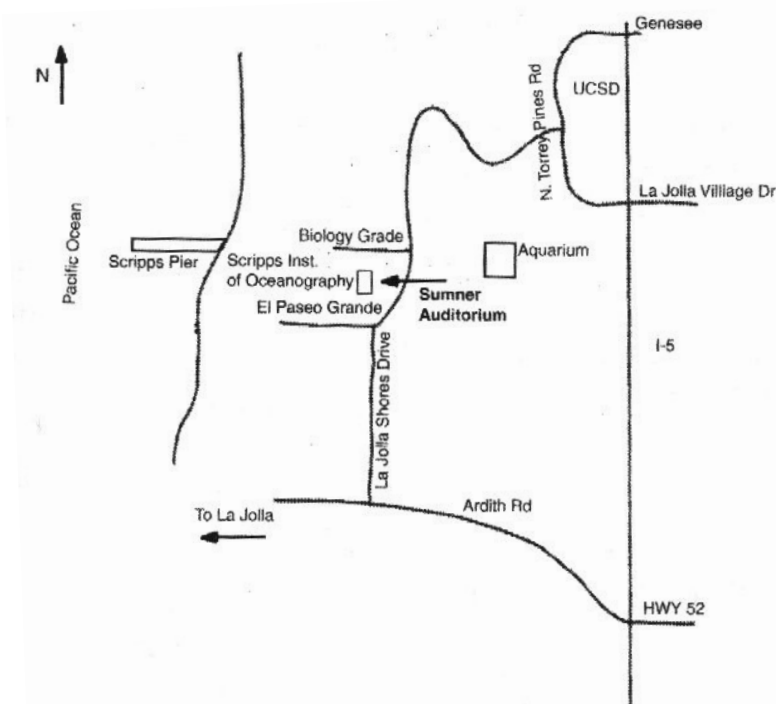 Genesee
N
N. Torrey Pines Rd
UCSD
La Jolla Villiage Dr
Pacific Ocean
Biology Grade
Scripps Pier
Scripps Inst.
of Oceanography
Aquarium
Sumner
Auditorium
El Paseo Grande
I-5
La Jolla Shores Drive
Ardith Rd
To La Jolla
HWY 52